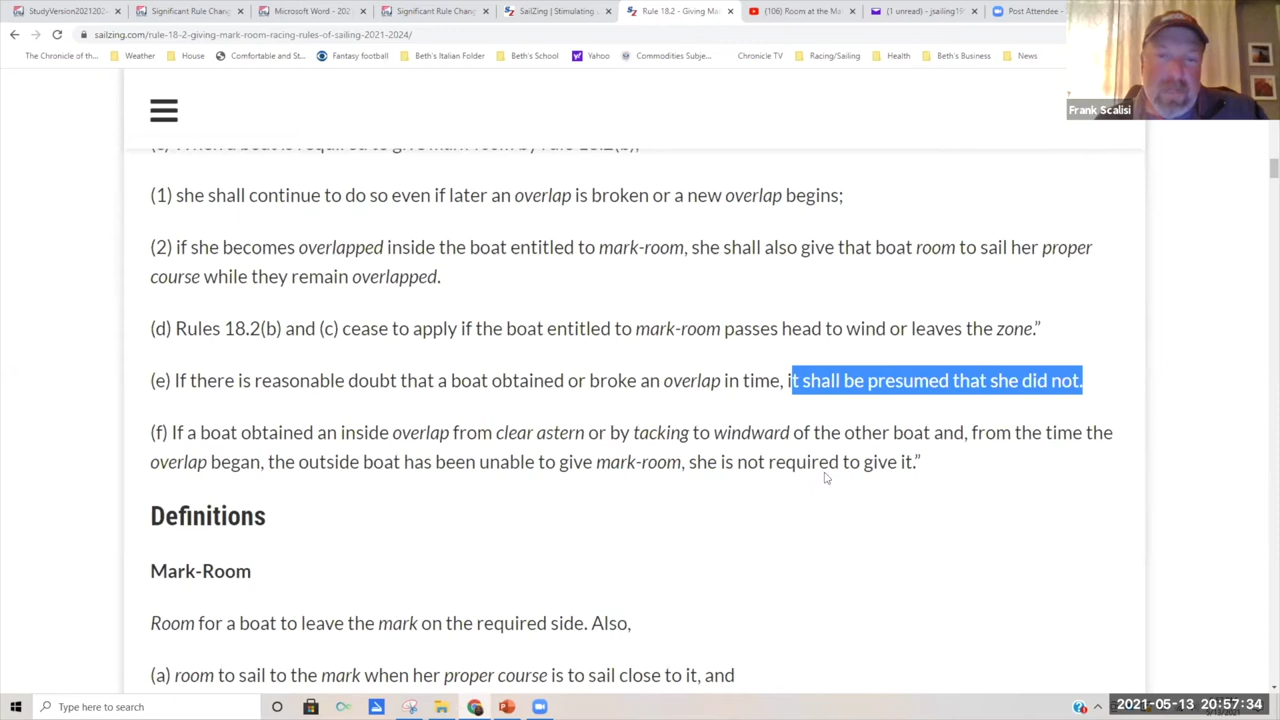 StudyVersion2021202
Significant Rule Chan
Microsoft Word - 202
Significant Rule Chan
SailZing | Stimulating
Rule 18.2 - Giving Ma
(106) Room at the M
(1 unread) - jsailing19
Post Attendee -
sailzing.com/rule-18-2-giving-mark-room-racing-rules-of-sailing-2021-2024/
The Chronicle of th... Weather House Comfortable and St... Fantasy football Beth's Italian Folder Beth's School Yahoo Commodities Subje... Chronicle TV Racing/Sailing Health Beth's Business News
Frank Scalisi
(1) she shall continue to do so even if later an overlap is broken or a new overlap begins;
(2) if she becomes overlapped inside the boat entitled to mark-room, she shall also give that boat room to sail her proper
course while they remain overlapped.
(d) Rules 18.2(b) and (c) cease to apply if the boat entitled to mark-room passes head to wind or leaves the zone.”
(e) If there is reasonable doubt that a boat obtained or broke an overlap in time, it shall be presumed that she did not.
(f) If a boat obtained an inside overlap from clear astern or by tacking to windward of the other boat and, from the time the
overlap began, the outside boat has been unable to give mark-room, she is not required to give it.”
Definitions
Mark-Room
Room for a boat to leave the mark on the required side. Also,
(a) room to sail to the mark when her proper course is to sail close to it, and
Type here to search
2021-05-13 20:57:34